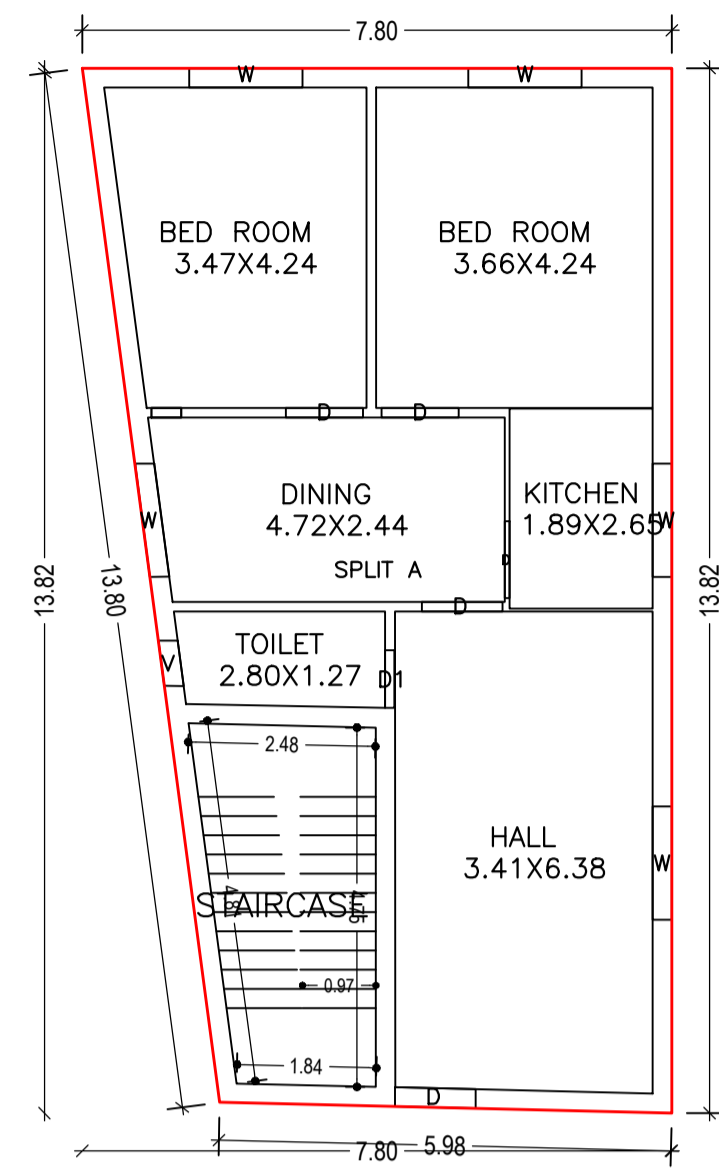 7.80
W
W
BED ROOM
3.47X4.24
BED ROOM
3.66X4.24
D
D
13.82
13.80
W
DINING
4.72X2.44
SPLIT A
KITCHEN
1.89X2.65
W
13.82
D
D
V
TOILET
2.80X1.27
D1
2.48
HALL
3.41X6.38
W
STAIRCASE
0.97
1.84
D
7.80
5.98